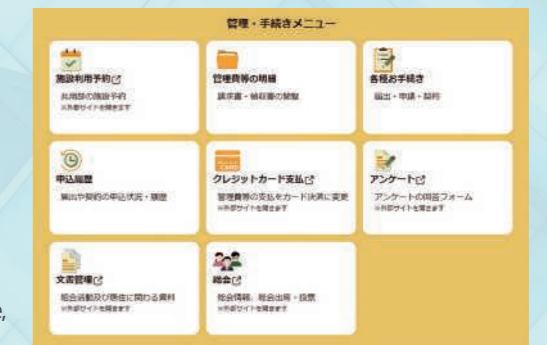 管理・手続きメニュー
施設利用予約
共用部の施設予約
※外部サイトを開きます
管理費等の明細
請求書・領収書の閲覧
各種お手続き
届出・申請・契約
申込履歴
届出や契約の申込状況・履歴
CARD
クレジットカード支払
管理費等の支払をカード決済に変更
※外部サイトを開きます
アンケート
アンケートの回答フォーム
※外部サイトを開きます
文書管理
組合活動及び居住に関わる資料
※外部サイトを開きます
総会
総会情報、総会出席・投票
※外部サイトを開きます